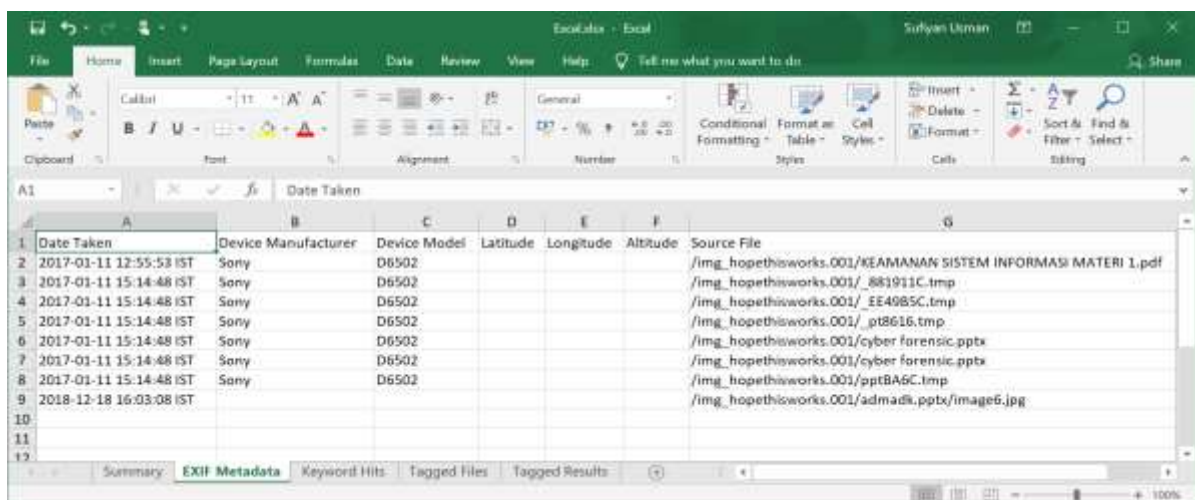 Excel.xlsx - Excel
Sufiyan Usman
File Home Insert Page Layout Formulas Data Review View Help Tell me what you want to do Share
Paste
Calibri 11 A A General
B I U A % ,
Conditional Formatting Format as Table Cell Styles
Insert
Delete
Format
Sort & Filter Find & Select
Clipboard Font Alignment Number Styles Cells Editing
A1 fx Date Taken
A B C D E F G
1 Date Taken Device Manufacturer Device Model Latitude Longitude Altitude Source File
2 2017-01-11 12:55:53 IST Sony D6502 /img_hopethisworks.001/KEAMANAN SISTEM INFORMASI MATERI 1.pdf
3 2017-01-11 15:14:48 IST Sony D6502 /img_hopethisworks.001/_881911C.tmp
4 2017-01-11 15:14:48 IST Sony D6502 /img_hopethisworks.001/_EE49B5C.tmp
5 2017-01-11 15:14:48 IST Sony D6502 /img_hopethisworks.001/_pt8616.tmp
6 2017-01-11 15:14:48 IST Sony D6502 /img_hopethisworks.001/cyber forensic.pptx
7 2017-01-11 15:14:48 IST Sony D6502 /img_hopethisworks.001/cyber forensic.pptx
8 2017-01-11 15:14:48 IST Sony D6502 /img_hopethisworks.001/pptBA6C.tmp
9 2018-12-18 16:03:08 IST /img_hopethisworks.001/admadk.pptx/image6.jpg
10
11
12
Summary EXIF Metadata Keyword Hits Tagged Files Tagged Results
100%